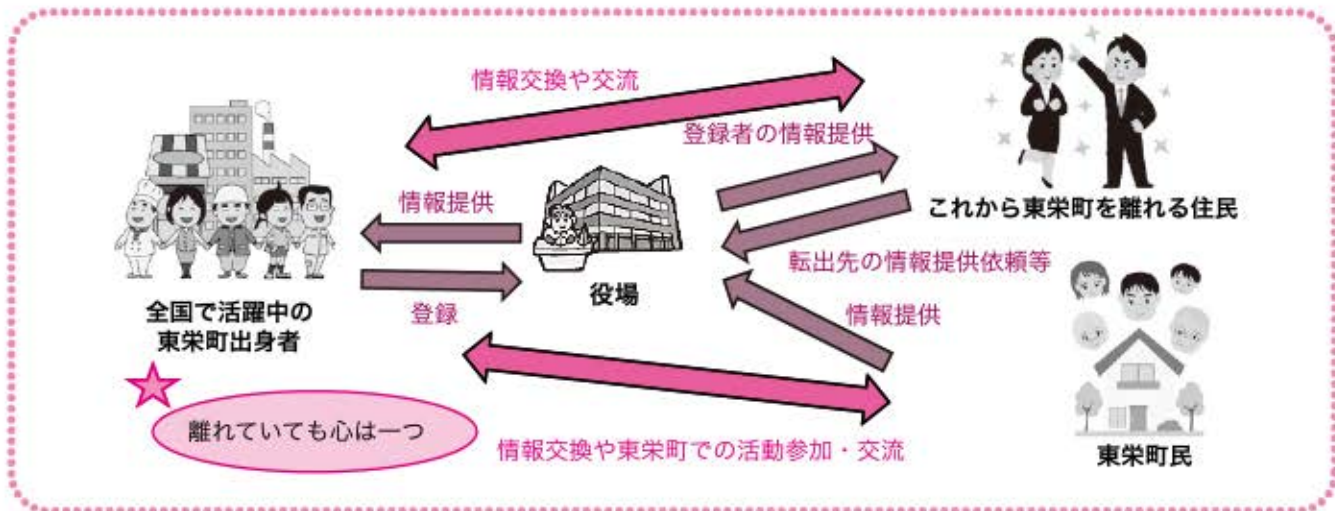 情報交換や交流
登録者の情報提供
情報提供
これから東栄町を離れる住民
転出先の情報提供依頼等
役場
全国で活躍中の
東栄町出身者
登録
情報提供
離れていても心は一つ
情報交換や東栄町での活動参加・交流
東栄町民